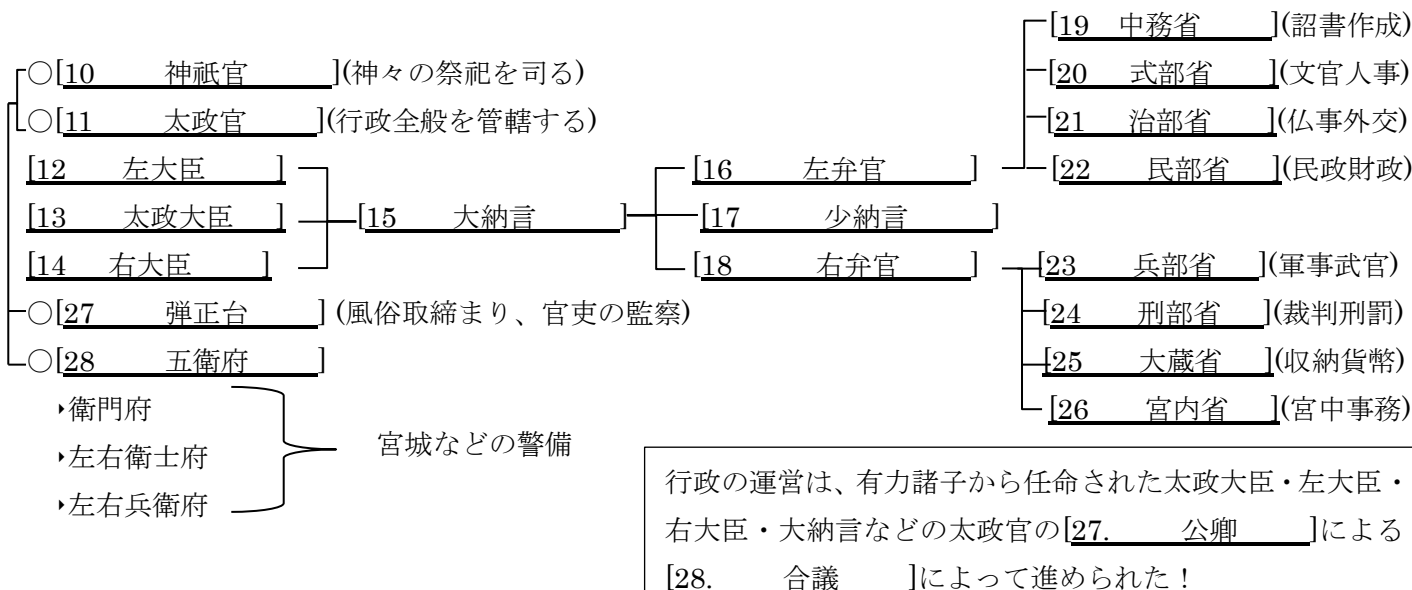 [19 中務省 ](詔書作成)
○[10 神祇官 ](神々の祭祀を司る)
[20 式部省 ](文官人事)
○[11 太政官 ](行政全般を管轄する)
[21 治部省 ](仏事外交)
[12 左大臣 ]
[16 左弁官 ]
[22 民部省 ](民政財政)
[13 太政大臣 ]
[15 大納言 ]
[17 少納言 ]
[14 右大臣 ]
[18 右弁官 ]
[23 兵部省 ](軍事武官)
○[27 弾正台 ] (風俗取締まり、官吏の監察)
[24 刑部省 ](裁判刑罰)
○[28 五衛府 ]
[25 大蔵省 ](収納貨幣)
[26 宮内省 ](宮中事務)
‣衛門府
‣左右衛士府
‣左右兵衛府
宮城などの警備
行政の運営は、有力諸子から任命された太政大臣・左大臣・
右大臣・大納言などの太政官の[27. 公卿 ]による
[28. 合議 ]によって進められた！